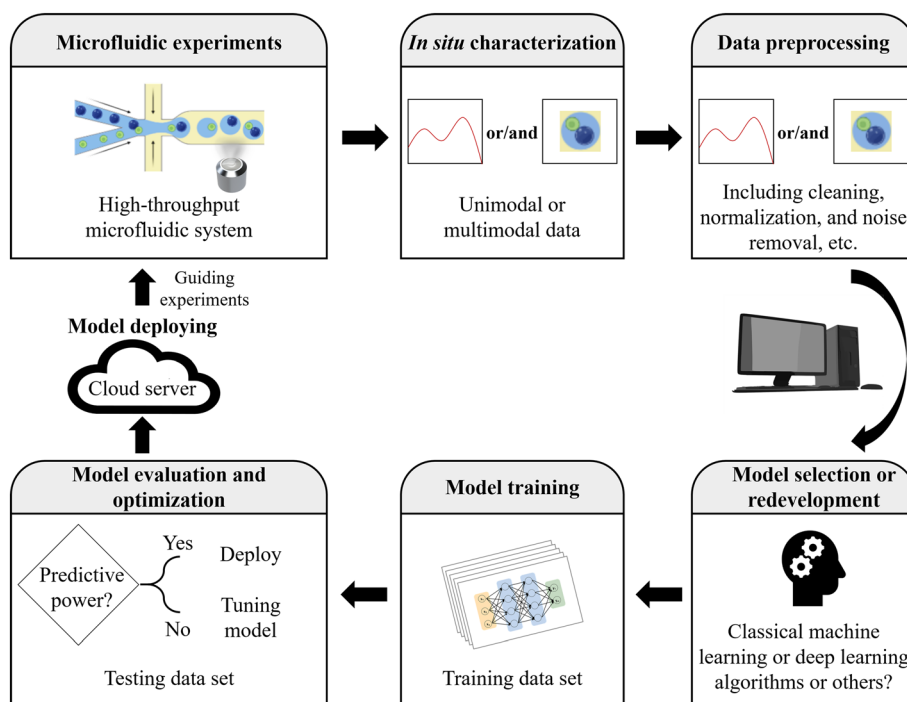 Microfluidic experiments
High-throughput
microfluidic system
In situ characterization
or/and
Unimodal or
multimodal data
Data preprocessing
or/and
Including cleaning,
normalization, and noise
removal, etc.
Model selection or
redevelopment
Classical machine
learning or deep learning
algorithms or others?
Model training
Training data set
Model evaluation and
optimization
Predictive
power?
Yes
Deploy
No
Tuning
model
Testing data set
Cloud server
Model deploying
Guiding
experiments